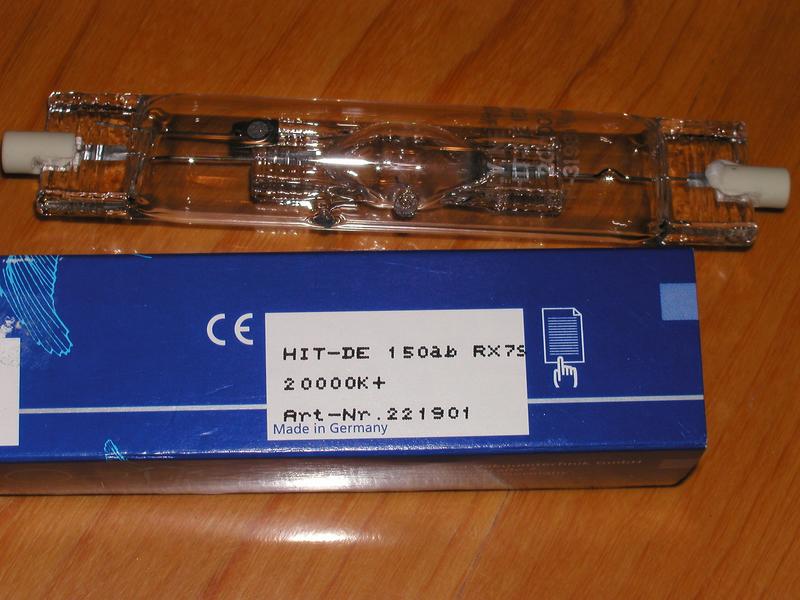 CE
HIT-DE 150ab RX7S
20000K+
Art-Nr.221901
Made in Germany